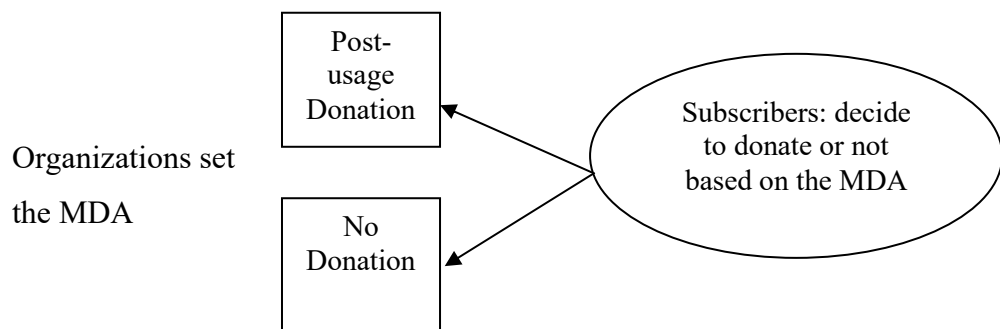 Organizations set
the MDA
Post-
usage
Donation
No
Donation
Subscribers: decide
to donate or not
based on the MDA